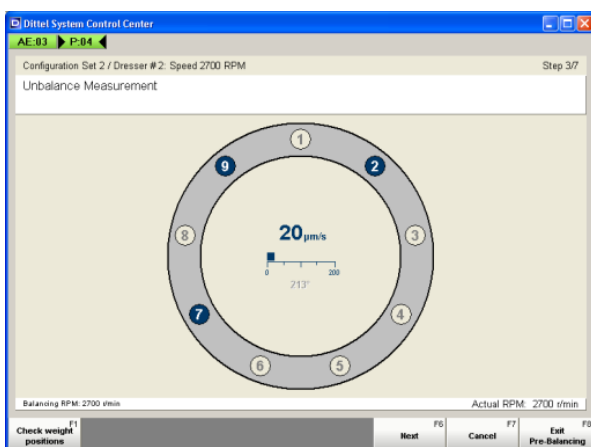 Dittel System Control Center
AE:03 P:04
Configuration Set 2 / Dresser #2: Speed 2700 RPM Step 3/7
Unbalance Measurement
1
9 2
8 3
20 µm/s
0 200
213°
7 4
6 5
Balancing RPM: 2700 r/min Actual RPM: 2700 r/min
F1 F6 F7 F8
Check weight positions Next Cancel Exit Pre-Balancing